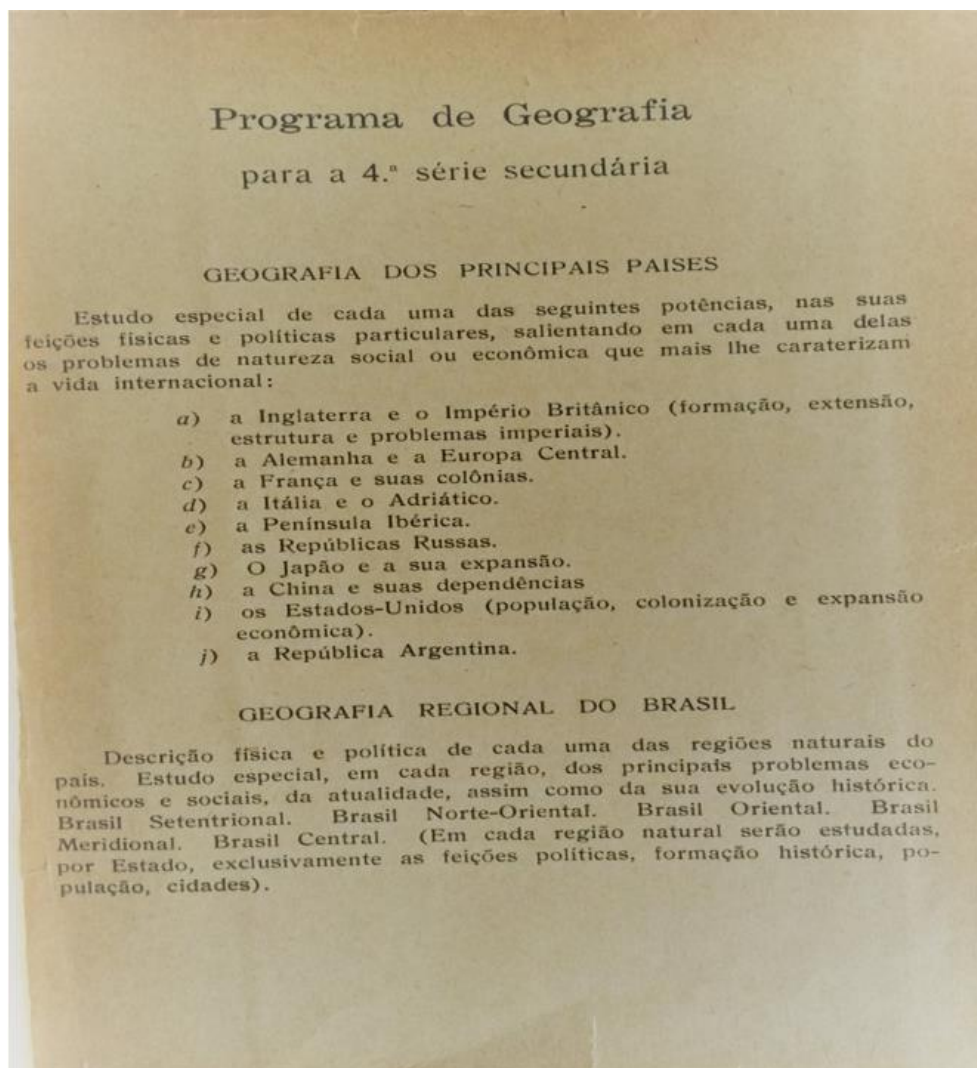 Programa de Geografia
para a 4.ª série secundária
GEOGRAFIA DOS PRINCIPAIS PAISES
Estudo especial de cada uma das seguintes potências, nas suas
feições físicas e políticas particulares, salientando em cada uma delas
os problemas de natureza social ou econômica que mais lhe caraterizam
a vida internacional:
a) a Inglaterra e o Império Britânico (formação, extensão,
estrutura e problemas imperiais).
b) a Alemanha e a Europa Central.
c) a França e suas colônias.
d) a Itália e o Adriático.
e) a Península Ibérica.
f) as Repúblicas Russas.
g) O Japão e a sua expansão.
h) a China e suas dependências
i) os Estados-Unidos (população, colonização e expansão
econômica).
j) a República Argentina.
GEOGRAFIA REGIONAL DO BRASIL
Descrição física e política de cada uma das regiões naturais do
país. Estudo especial, em cada região, dos principais problemas eco-
nômicos e sociais, da atualidade, assim como da sua evolução histórica.
Brasil Setentrional. Brasil Norte-Oriental. Brasil Oriental. Brasil
Meridional. Brasil Central. (Em cada região natural serão estudadas,
por Estado, exclusivamente as feições políticas, formação histórica, po-
pulação, cidades).